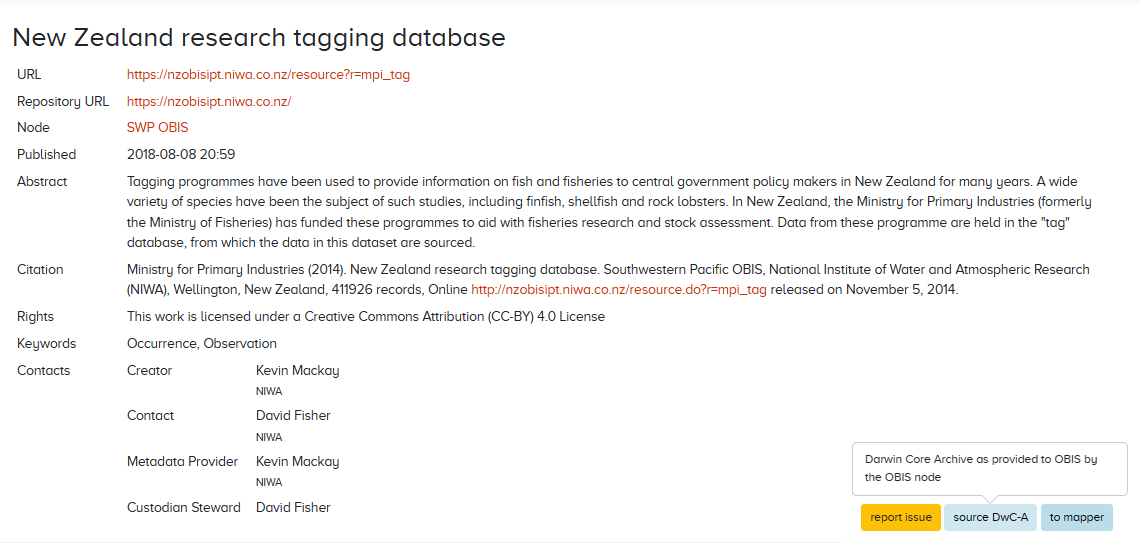 New Zealand research tagging database
URL https://nzobisipt.niwa.co.nz/resource?r=mpi_tag
Repository URL https://nzobisipt.niwa.co.nz/
Node SWP OBIS
Published 2018-08-08 20:59
Abstract Tagging programmes have been used to provide information on fish and fisheries to central government policy makers in New Zealand for many years. A wide
variety of species have been the subject of such studies, including finfish, shellfish and rock lobsters. In New Zealand, the Ministry for Primary Industries (formerly
the Ministry of Fisheries) has funded these programmes to aid with fisheries research and stock assessment. Data from these programme are held in the "tag"
database, from which the data in this dataset are sourced.
Citation Ministry for Primary Industries (2014). New Zealand research tagging database. Southwestern Pacific OBIS, National Institute of Water and Atmospheric Research
(NIWA), Wellington, New Zealand, 411926 records, Online http://nzobisipt.niwa.co.nz/resource.do?r=mpi_tag released on November 5, 2014.
Rights This work is licensed under a Creative Commons Attribution (CC-BY) 4.0 License
Keywords Occurrence, Observation
Contacts Creator Kevin Mackay
NIWA
Contact David Fisher
NIWA
Metadata Provider Kevin Mackay
NIWA
Custodian Steward David Fisher
Darwin Core Archive as provided to OBIS by
the OBIS node
report issue source DwC-A to mapper